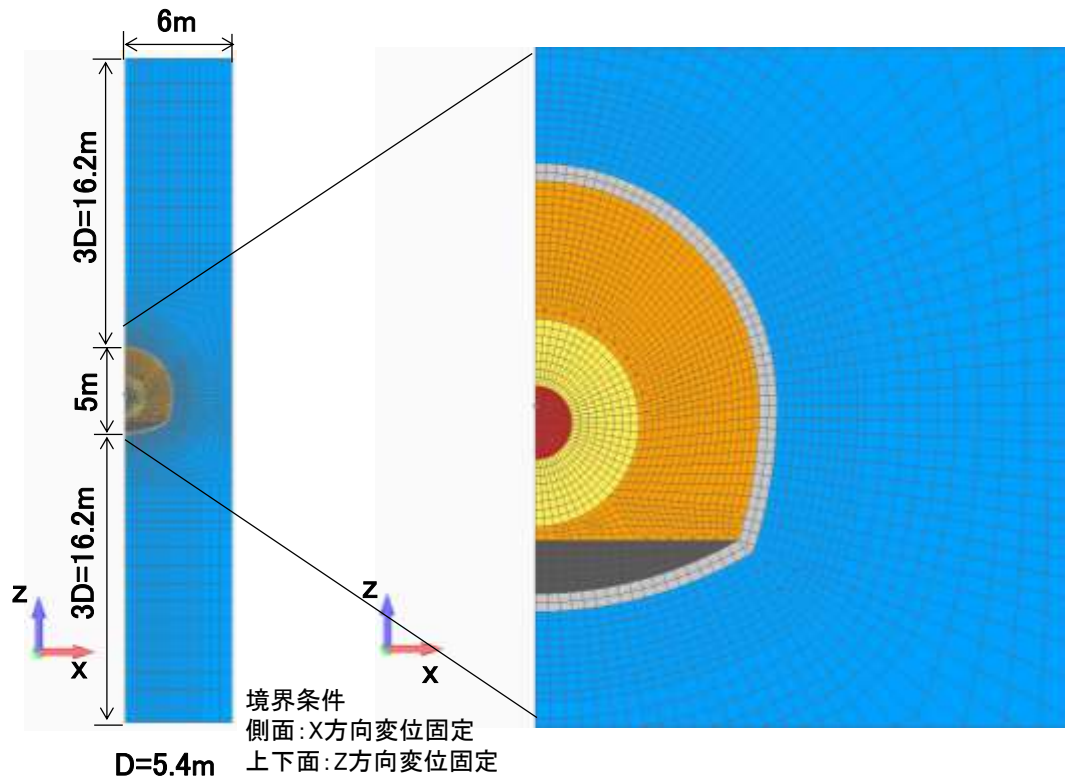 6m
3D=16.2m
5m
3D=16.2m
Z
X
Z
X
境界条件
側面:X方向変位固定
上下面:Z方向変位固定
D=5.4m